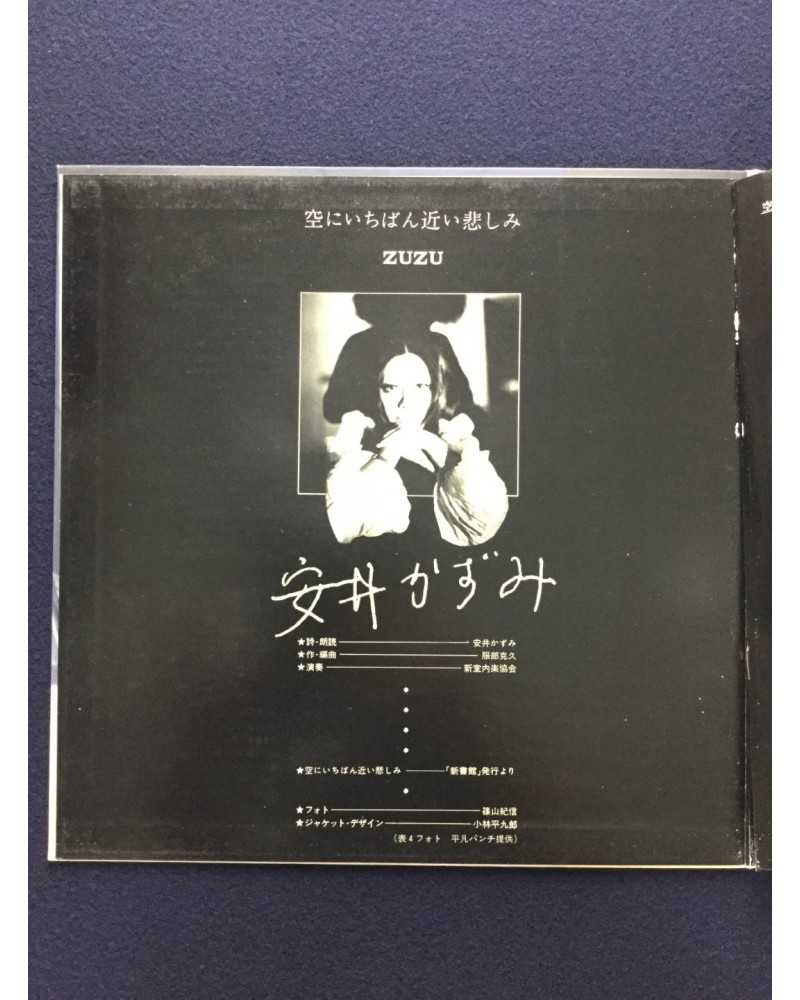 空にいちばん近い悲しみ
ZUZU
安井かずみ
★詩・朗読————安井かずみ
★作・編曲————服部克久
★演奏————新室内楽協会
★空にいちばん近い悲しみ————「新書館」発行より
★フォト————篠山紀信
★ジャケット・デザイン————小林平九郎
(表4フォト 平凡パンチ提供)
空